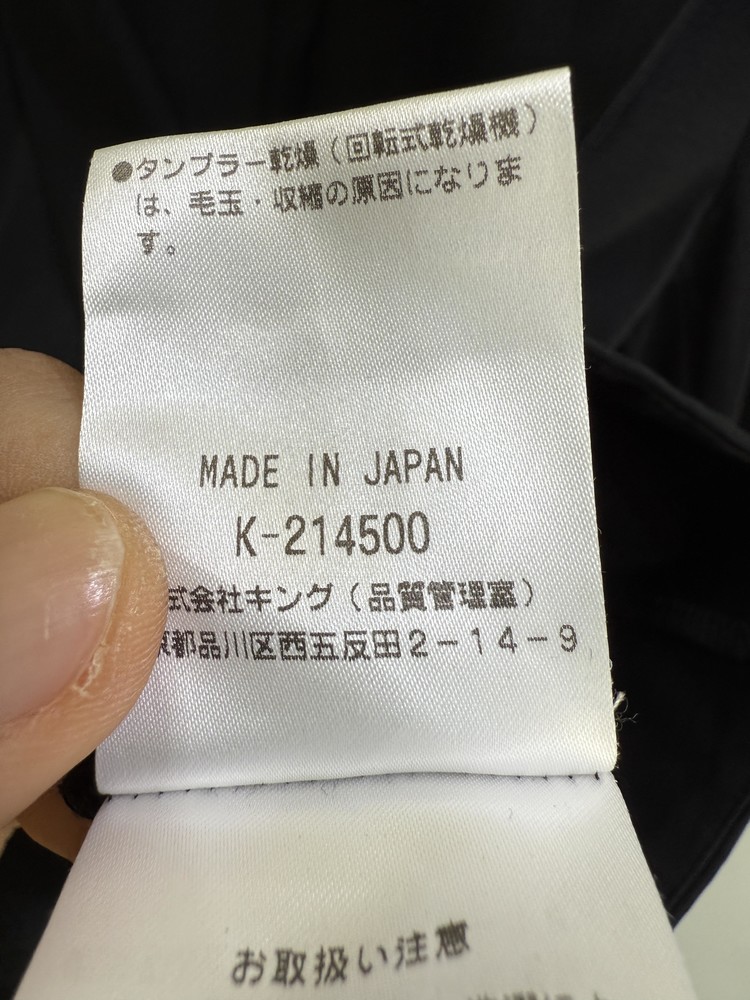 ●タンブラー乾燥（回転式乾燥機）
は、毛玉・収縮の原因になりま
す。
MADE IN JAPAN
K-214500
式会社キング（品質管理室）
都品川区西五反田2-14-9
お取扱い注意